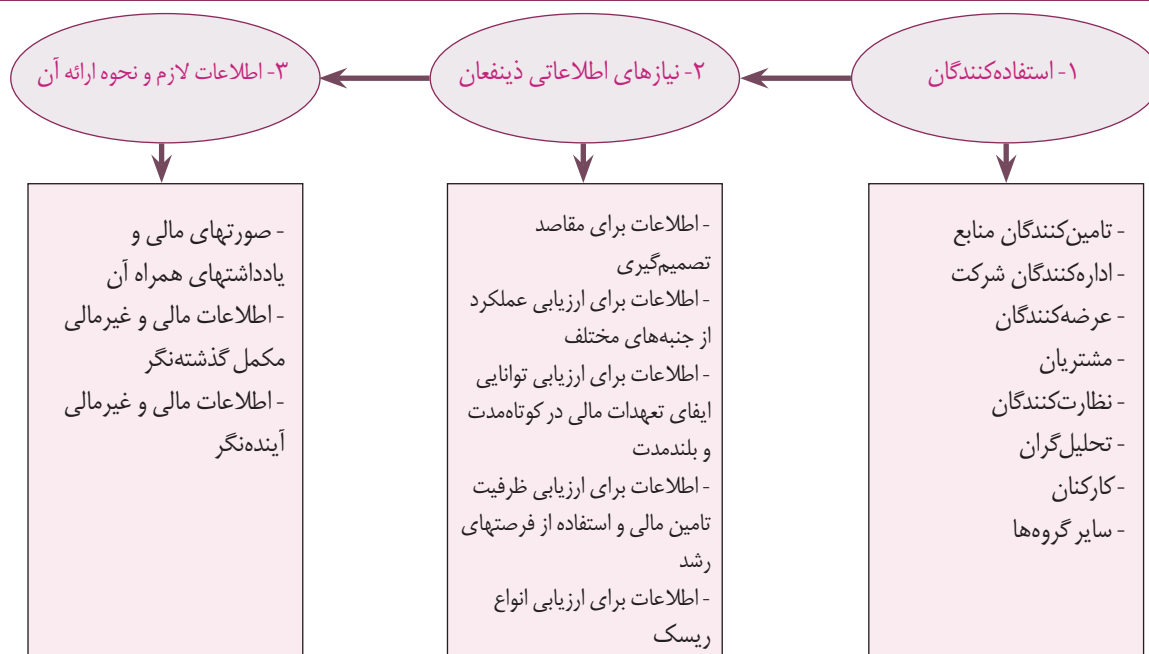 ۱- استفاده‌کنندگان
۲- نیازهای اطلاعاتی ذینفعان
۳- اطلاعات لازم و نحوه ارائه آن
- تامین‌کنندگان منابع
- اداره‌کنندگان شرکت
- عرضه‌کنندگان
- مشتریان
- نظارت‌کنندگان
- تحلیل‌گران
- کارکنان
- سایر گروه‌ها
- اطلاعات برای مقاصد
تصمیم‌گیری
- اطلاعات برای ارزیابی عملکرد
از جنبه‌های مختلف
- اطلاعات برای ارزیابی توانایی
ایفای تعهدات مالی در کوتاه‌مدت
و بلندمدت
- اطلاعات برای ارزیابی ظرفیت
تامین مالی و استفاده از فرصتهای
رشد
- اطلاعات برای ارزیابی انواع
ریسک
- صورتهای مالی و
یادداشتهای همراه آن
- اطلاعات مالی و غیرمالی
مکمل گذشته‌نگر
- اطلاعات مالی و غیرمالی
آینده‌نگر